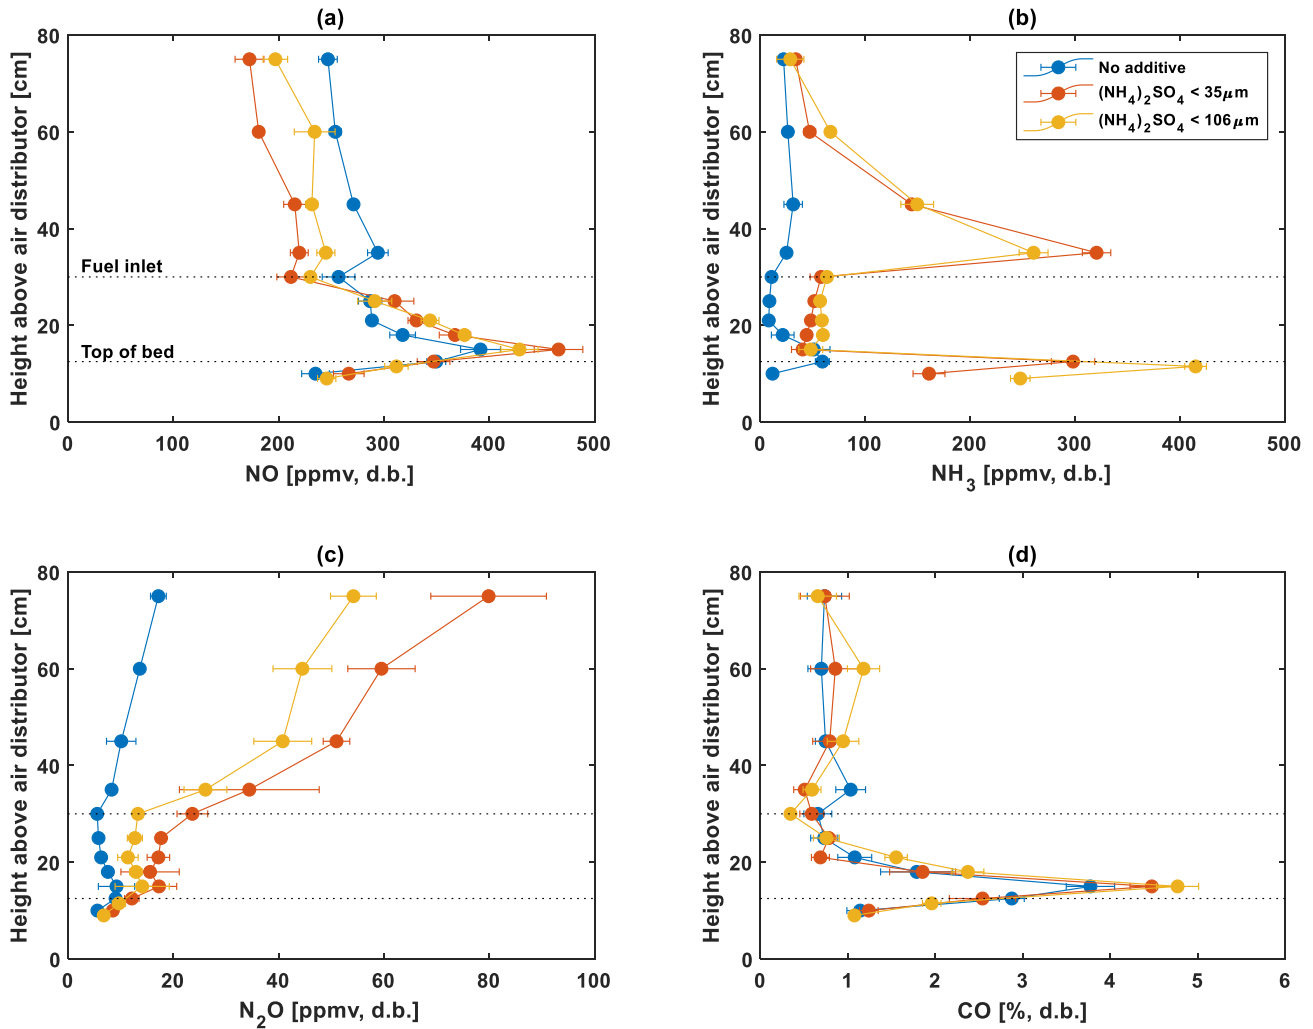 (a)
80
60
40
20
0
Height above air distributor [cm]
Fuel inlet
Top of bed
0
100
200
300
400
500
NO [ppmv, d.b.]
(b)
80
60
40
20
0
Height above air distributor [cm]
No additive
(NH4)2SO4 < 35μm
(NH4)2SO4 < 106μm
0
100
200
300
400
500
NH3 [ppmv, d.b.]
(c)
80
60
40
20
0
Height above air distributor [cm]
0
20
40
60
80
100
N2O [ppmv, d.b.]
(d)
80
60
40
20
0
Height above air distributor [cm]
0
1
2
3
4
5
6
CO [%, d.b.]